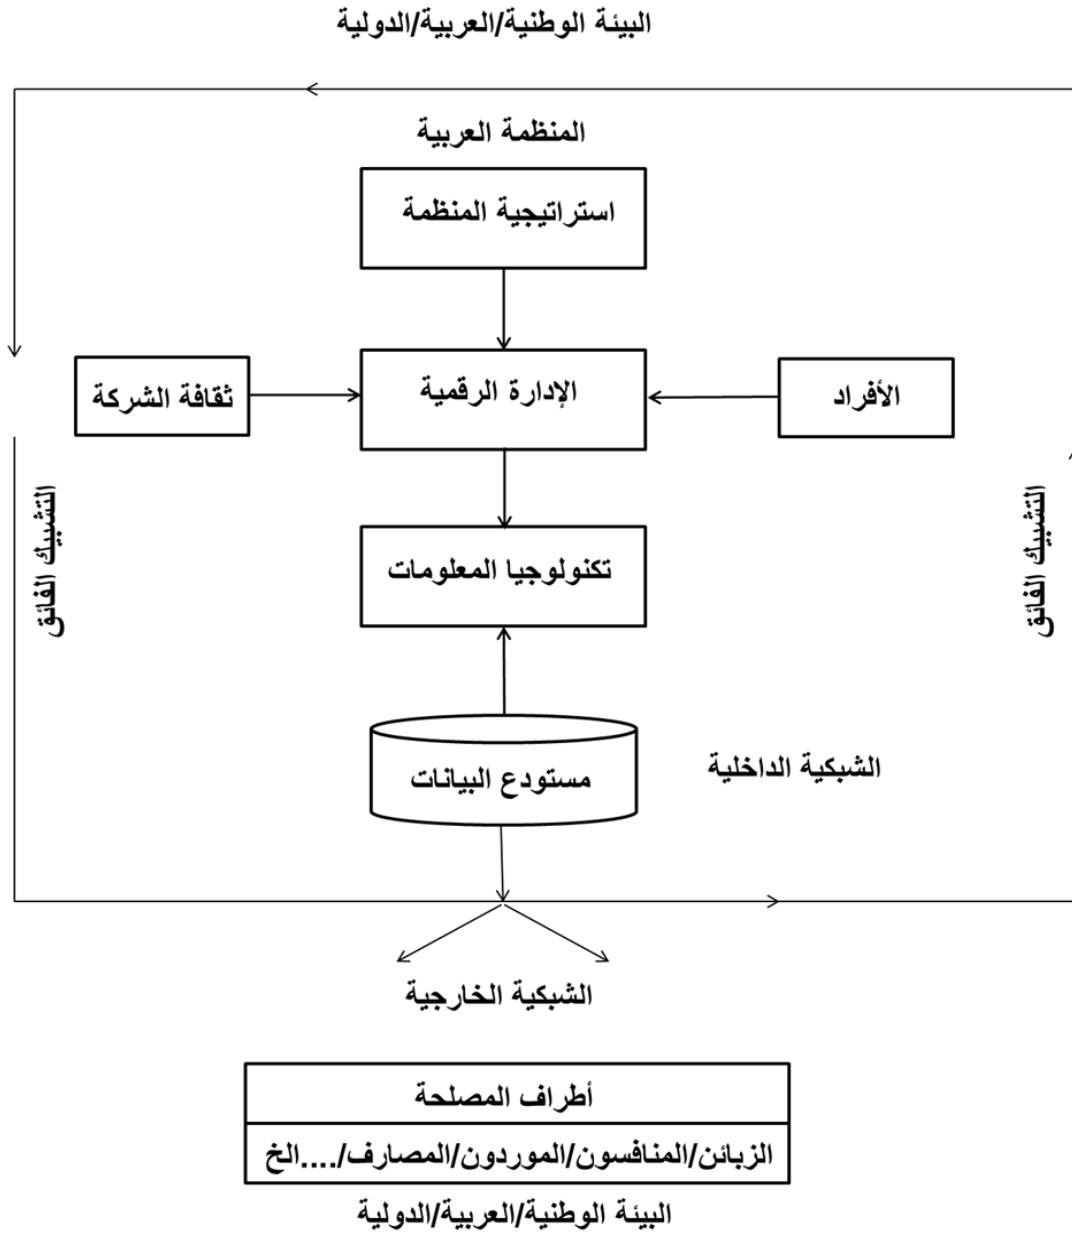 البيئة الوطنية/العربية/الدولية
المنظمة العربية
استراتيجية المنظمة
الأفراد
الإدارة الرقمية
ثقافة الشركة
التشبيك الفائق
التشبيك الفائق
تكنولوجيا المعلومات
مستودع البيانات
الشبكية الداخلية
الشبكية الخارجية
أطراف المصلحة
الزبائن/المنافسون/الموردون/المصارف/....الخ
البيئة الوطنية/العربية/الدولية